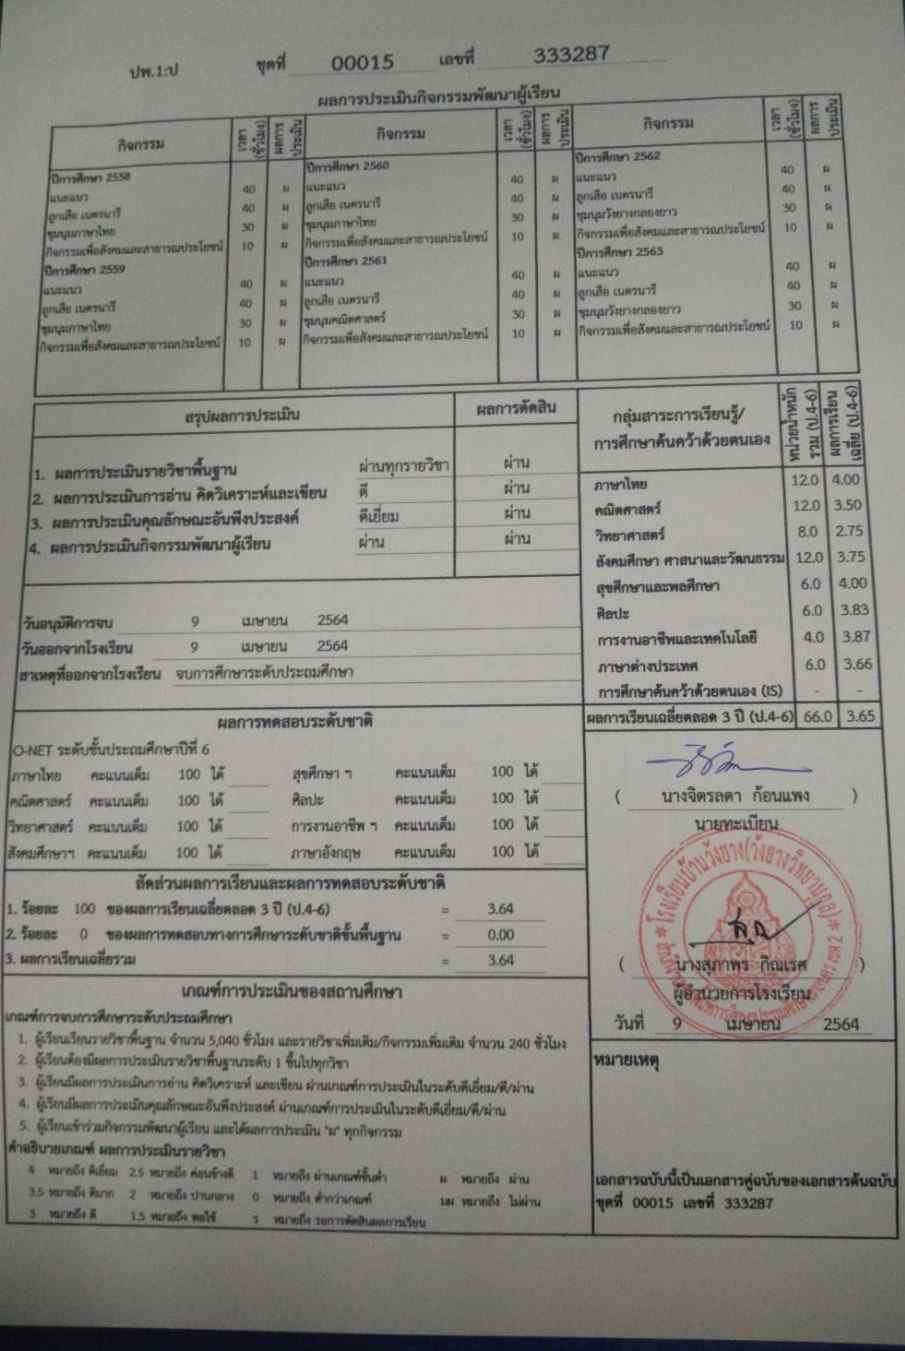 ปพ.1:ป ชุดที่ 00015 เลขที่ 333287
ผลการประเมินกิจกรรมพัฒนาผู้เรียน
กิจกรรม เวลา (ชั่วโมง) ผลการประเมิน กิจกรรม เวลา (ชั่วโมง) ผลการประเมิน กิจกรรม เวลา (ชั่วโมง) ผลการประเมิน
ปีการศึกษา 2558 ปีการศึกษา 2560 ปีการศึกษา 2562
แนะแนว 40 ผ แนะแนว 40 ผ แนะแนว 40 ผ
ลูกเสือ เนตรนารี 40 ผ ลูกเสือ เนตรนารี 40 ผ ลูกเสือ เนตรนารี 40 ผ
ชุมนุมภาษาไทย 30 ผ ชุมนุมภาษาไทย 30 ผ ชุมนุมวังยางกลองยาว 30 ผ
กิจกรรมเพื่อสังคมและสาธารณประโยชน์ 10 ผ กิจกรรมเพื่อสังคมและสาธารณประโยชน์ 10 ผ กิจกรรมเพื่อสังคมและสาธารณประโยชน์ 10 ผ
ปีการศึกษา 2559 ปีการศึกษา 2561 ปีการศึกษา 2563
แนะแนว 40 ผ แนะแนว 40 ผ แนะแนว 40 ผ
ลูกเสือ เนตรนารี 40 ผ ลูกเสือ เนตรนารี 40 ผ ลูกเสือ เนตรนารี 40 ผ
ชุมนุมภาษาไทย 30 ผ ชุมนุมคณิตศาสตร์ 30 ผ ชุมนุมวังยางกลองยาว 30 ผ
กิจกรรมเพื่อสังคมและสาธารณประโยชน์ 10 ผ กิจกรรมเพื่อสังคมและสาธารณประโยชน์ 10 ผ กิจกรรมเพื่อสังคมและสาธารณประโยชน์ 10 ผ
สรุปผลการประเมิน ผลการตัดสิน
1. ผลการประเมินรายวิชาพื้นฐาน ผ่านทุกรายวิชา ผ่าน
2. ผลการประเมินการอ่าน คิดวิเคราะห์และเขียน ดี ผ่าน
3. ผลการประเมินคุณลักษณะอันพึงประสงค์ ดีเยี่ยม ผ่าน
4. ผลการประเมินกิจกรรมพัฒนาผู้เรียน ผ่าน ผ่าน
วันอนุมัติการจบ 9 เมษายน 2564
วันออกจากโรงเรียน 9 เมษายน 2564
สาเหตุที่ออกจากโรงเรียน จบการศึกษาระดับประถมศึกษา
กลุ่มสาระการเรียนรู้/
การศึกษาค้นคว้าด้วยตนเอง หน่วยน้ำหนักรวม (ป.4-6) ผลการเรียนเฉลี่ย (ป.4-6)
ภาษาไทย 12.0 4.00
คณิตศาสตร์ 12.0 3.50
วิทยาศาสตร์ 8.0 2.75
สังคมศึกษา ศาสนาและวัฒนธรรม 12.0 3.75
สุขศึกษาและพลศึกษา 6.0 4.00
ศิลปะ 6.0 3.83
การงานอาชีพและเทคโนโลยี 4.0 3.87
ภาษาต่างประเทศ 6.0 3.66
การศึกษาค้นคว้าด้วยตนเอง (IS) - -
ผลการเรียนเฉลี่ยตลอด 3 ปี (ป.4-6) 66.0 3.65
ผลการทดสอบระดับชาติ
O-NET ระดับชั้นประถมศึกษาปีที่ 6
ภาษาไทย คะแนนเต็ม 100 ได้ สุขศึกษา ฯ คะแนนเต็ม 100 ได้
คณิตศาสตร์ คะแนนเต็ม 100 ได้ ศิลปะ คะแนนเต็ม 100 ได้
วิทยาศาสตร์ คะแนนเต็ม 100 ได้ การงานอาชีพ ฯ คะแนนเต็ม 100 ได้
สังคมศึกษาฯ คะแนนเต็ม 100 ได้ ภาษาอังกฤษ คะแนนเต็ม 100 ได้
สัดส่วนผลการเรียนและผลการทดสอบระดับชาติ
1. ร้อยละ 100 ของผลการเรียนเฉลี่ยตลอด 3 ปี (ป.4-6) = 3.64
2. ร้อยละ 0 ของผลการทดสอบทางการศึกษาระดับชาติขั้นพื้นฐาน = 0.00
3. ผลการเรียนเฉลี่ยรวม = 3.64
( นางจิตรลดา ก้อนแพง )
นายทะเบียน
โรงเรียนบ้านวังยาง(วังยางวิทยานุกูล)
( นางสุภาพร กิณเรศ )
ผู้อำนวยการโรงเรียน
วันที่ 9 เมษายน 2564
เกณฑ์การประเมินของสถานศึกษา
เกณฑ์การจบการศึกษาระดับประถมศึกษา
1. ผู้เรียนเรียนรายวิชาพื้นฐาน จำนวน 5,040 ชั่วโมง และรายวิชาเพิ่มเติม/กิจกรรมเพิ่มเติม จำนวน 240 ชั่วโมง
2. ผู้เรียนต้องมีผลการประเมินรายวิชาพื้นฐานระดับ 1 ขึ้นไปทุกวิชา
3. ผู้เรียนมีผลการประเมินการอ่าน คิดวิเคราะห์ และเขียน ผ่านเกณฑ์การประเมินในระดับดีเยี่ยม/ดี/ผ่าน
4. ผู้เรียนมีผลการประเมินคุณลักษณะอันพึงประสงค์ ผ่านเกณฑ์การประเมินในระดับดีเยี่ยม/ดี/ผ่าน
5. ผู้เรียนเข้าร่วมกิจกรรมพัฒนาผู้เรียน และได้ผลการประเมิน "ผ" ทุกกิจกรรม
คำอธิบายเกณฑ์ ผลการประเมินรายวิชา
4 หมายถึง ดีเยี่ยม 2.5 หมายถึง ค่อนข้างดี 1 หมายถึง ผ่านเกณฑ์ขั้นต่ำ ผ หมายถึง ผ่าน
3.5 หมายถึง ดีมาก 2 หมายถึง ปานกลาง 0 หมายถึง ต่ำกว่าเกณฑ์ มผ หมายถึง ไม่ผ่าน
3 หมายถึง ดี 1.5 หมายถึง พอใช้ ร หมายถึง รอการตัดสินผลการเรียน
หมายเหตุ
เอกสารฉบับนี้เป็นเอกสารคู่ฉบับของเอกสารต้นฉบับ
ชุดที่ 00015 เลขที่ 333287